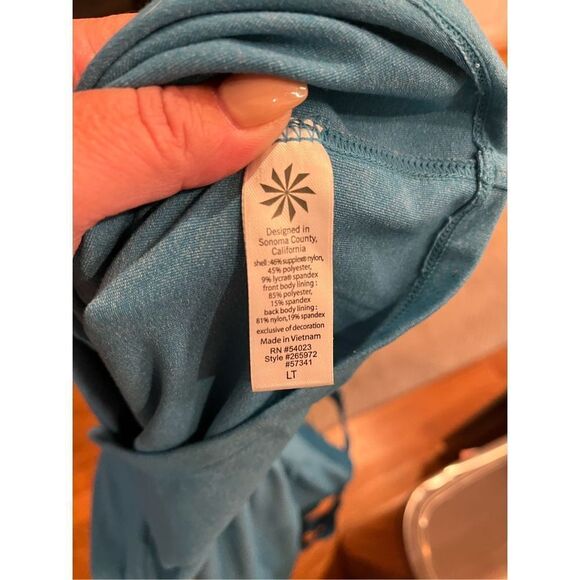 Designed in
Sonoma County,
California
shell :46% supplex® nylon,
45% polyester,
9% lycra® spandex
front body lining :
85% polyester,
15% spandex
back body lining :
81% nylon,19% spandex
exclusive of decoration
Made in Vietnam
RN #54023
Style #265972
#57341
LT